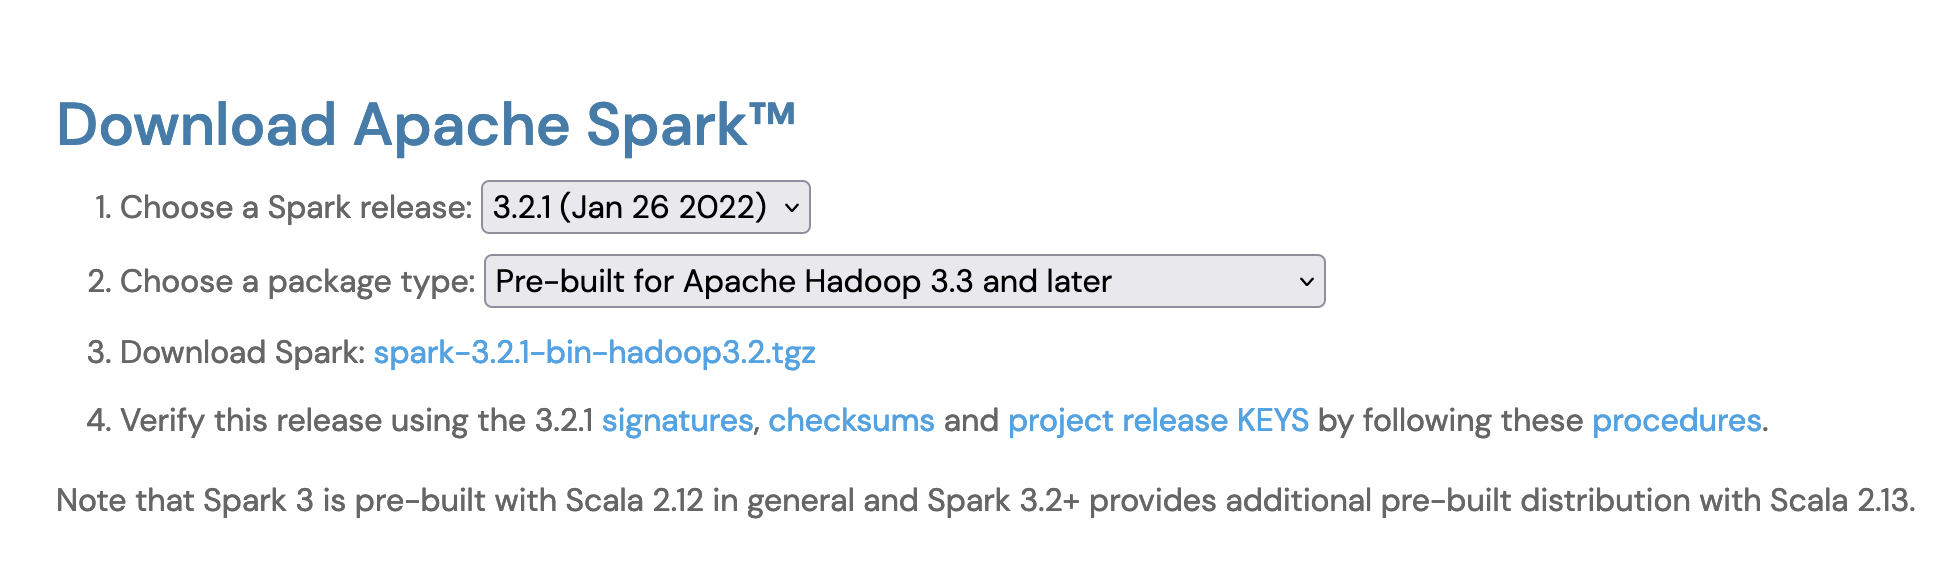 Download Apache Spark™
1. Choose a Spark release: 3.2.1 (Jan 26 2022)
2. Choose a package type: Pre-built for Apache Hadoop 3.3 and later
3. Download Spark: spark-3.2.1-bin-hadoop3.2.tgz
4. Verify this release using the 3.2.1 signatures, checksums and project release KEYS by following these procedures.
Note that Spark 3 is pre-built with Scala 2.12 in general and Spark 3.2+ provides additional pre-built distribution with Scala 2.13.